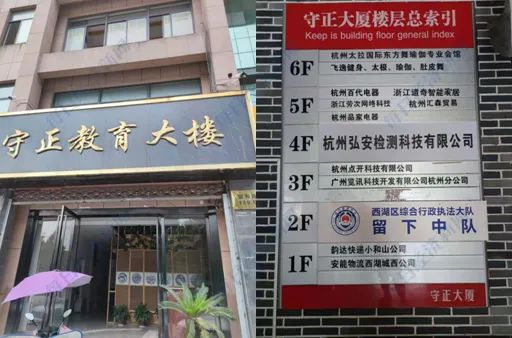 守正教育大楼
守正大厦楼层总索引
Keep is building floor general index
6F
杭州太拉国际东方舞瑜伽专业会馆
飞逸健身、太极、瑜伽、肚皮舞
5F
杭州百代电器 浙江道奇智能家居
浙江劳次网络科技 杭州汇森贸易
杭州品家电器
4F
杭州弘安检测科技有限公司
3F
杭州点开科技有限公司
广州览讯科技开发有限公司杭州分公司
2F
西湖区综合行政执法大队
留下中队
1F
韵达快递小和山公司
安能物流西湖城西公司
守正大厦